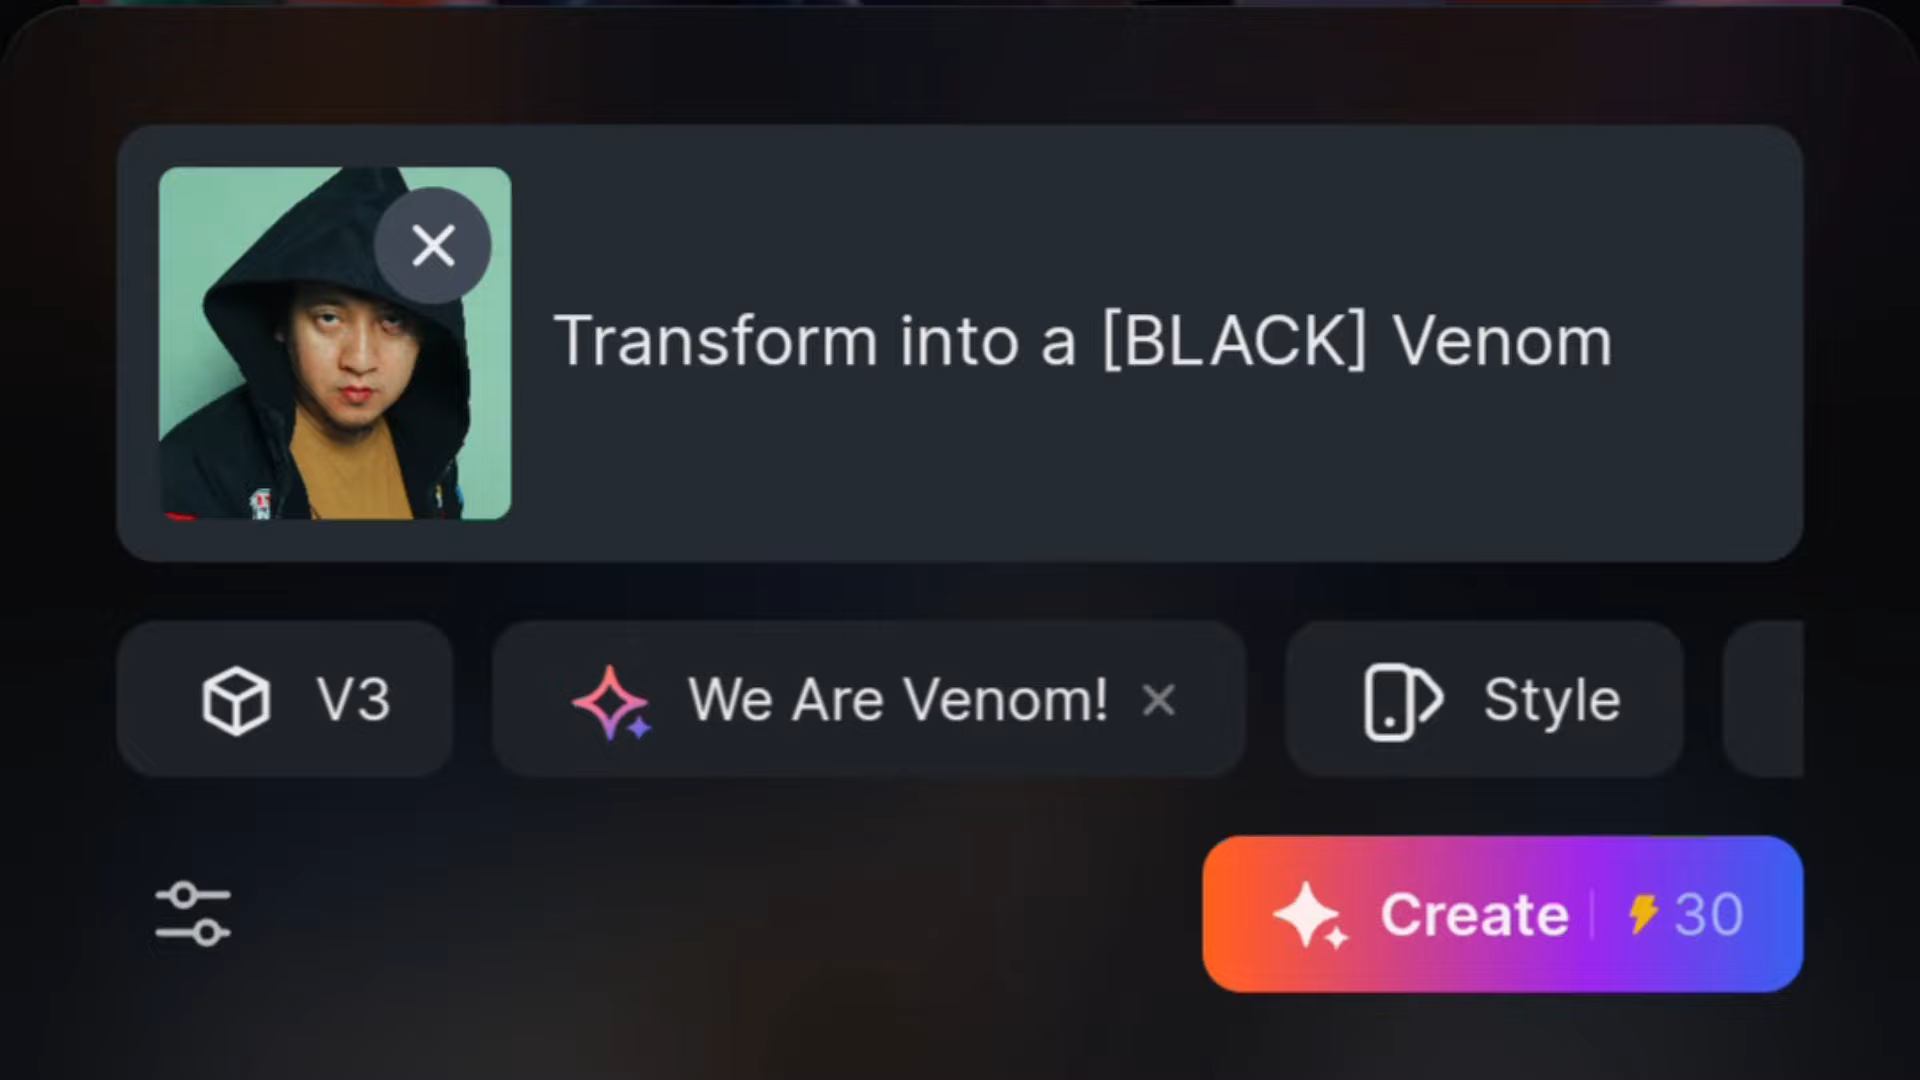 Transform into a [BLACK] Venom
V3
We Are Venom!
Style
Create
30